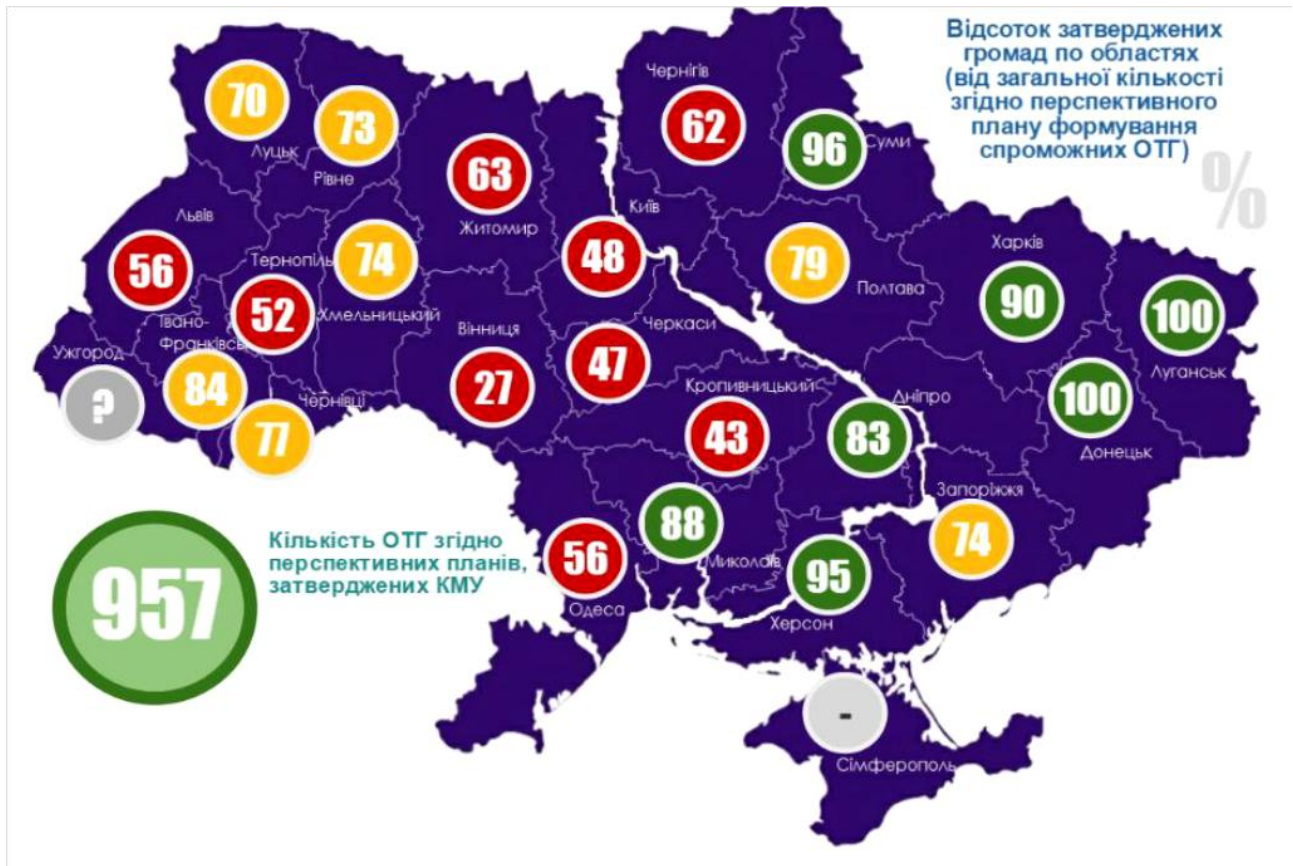 Відсоток затверджених
громад по областях
(від загальної кількості
згідно перспективного
плану формування
спроможних ОТГ)
%
Чернігів
62
96
Суми
70
Луцьк
73
Рівне
63
Житомир
Київ
48
Львів
56
Тернопіль
52
74
Хмельницький
79
Полтава
Харків
90
100
Луганськ
Ужгород
?
Івано-
Франківськ
84
Чернівці
77
Вінниця
27
Черкаси
47
Кропивницький
43
Дніпро
83
100
Донецьк
Запоріжжя
74
88
Миколаїв
56
Одеса
95
Херсон
-
Сімферополь
957
Кількість ОТГ згідно
перспективних планів,
затверджених КМУ